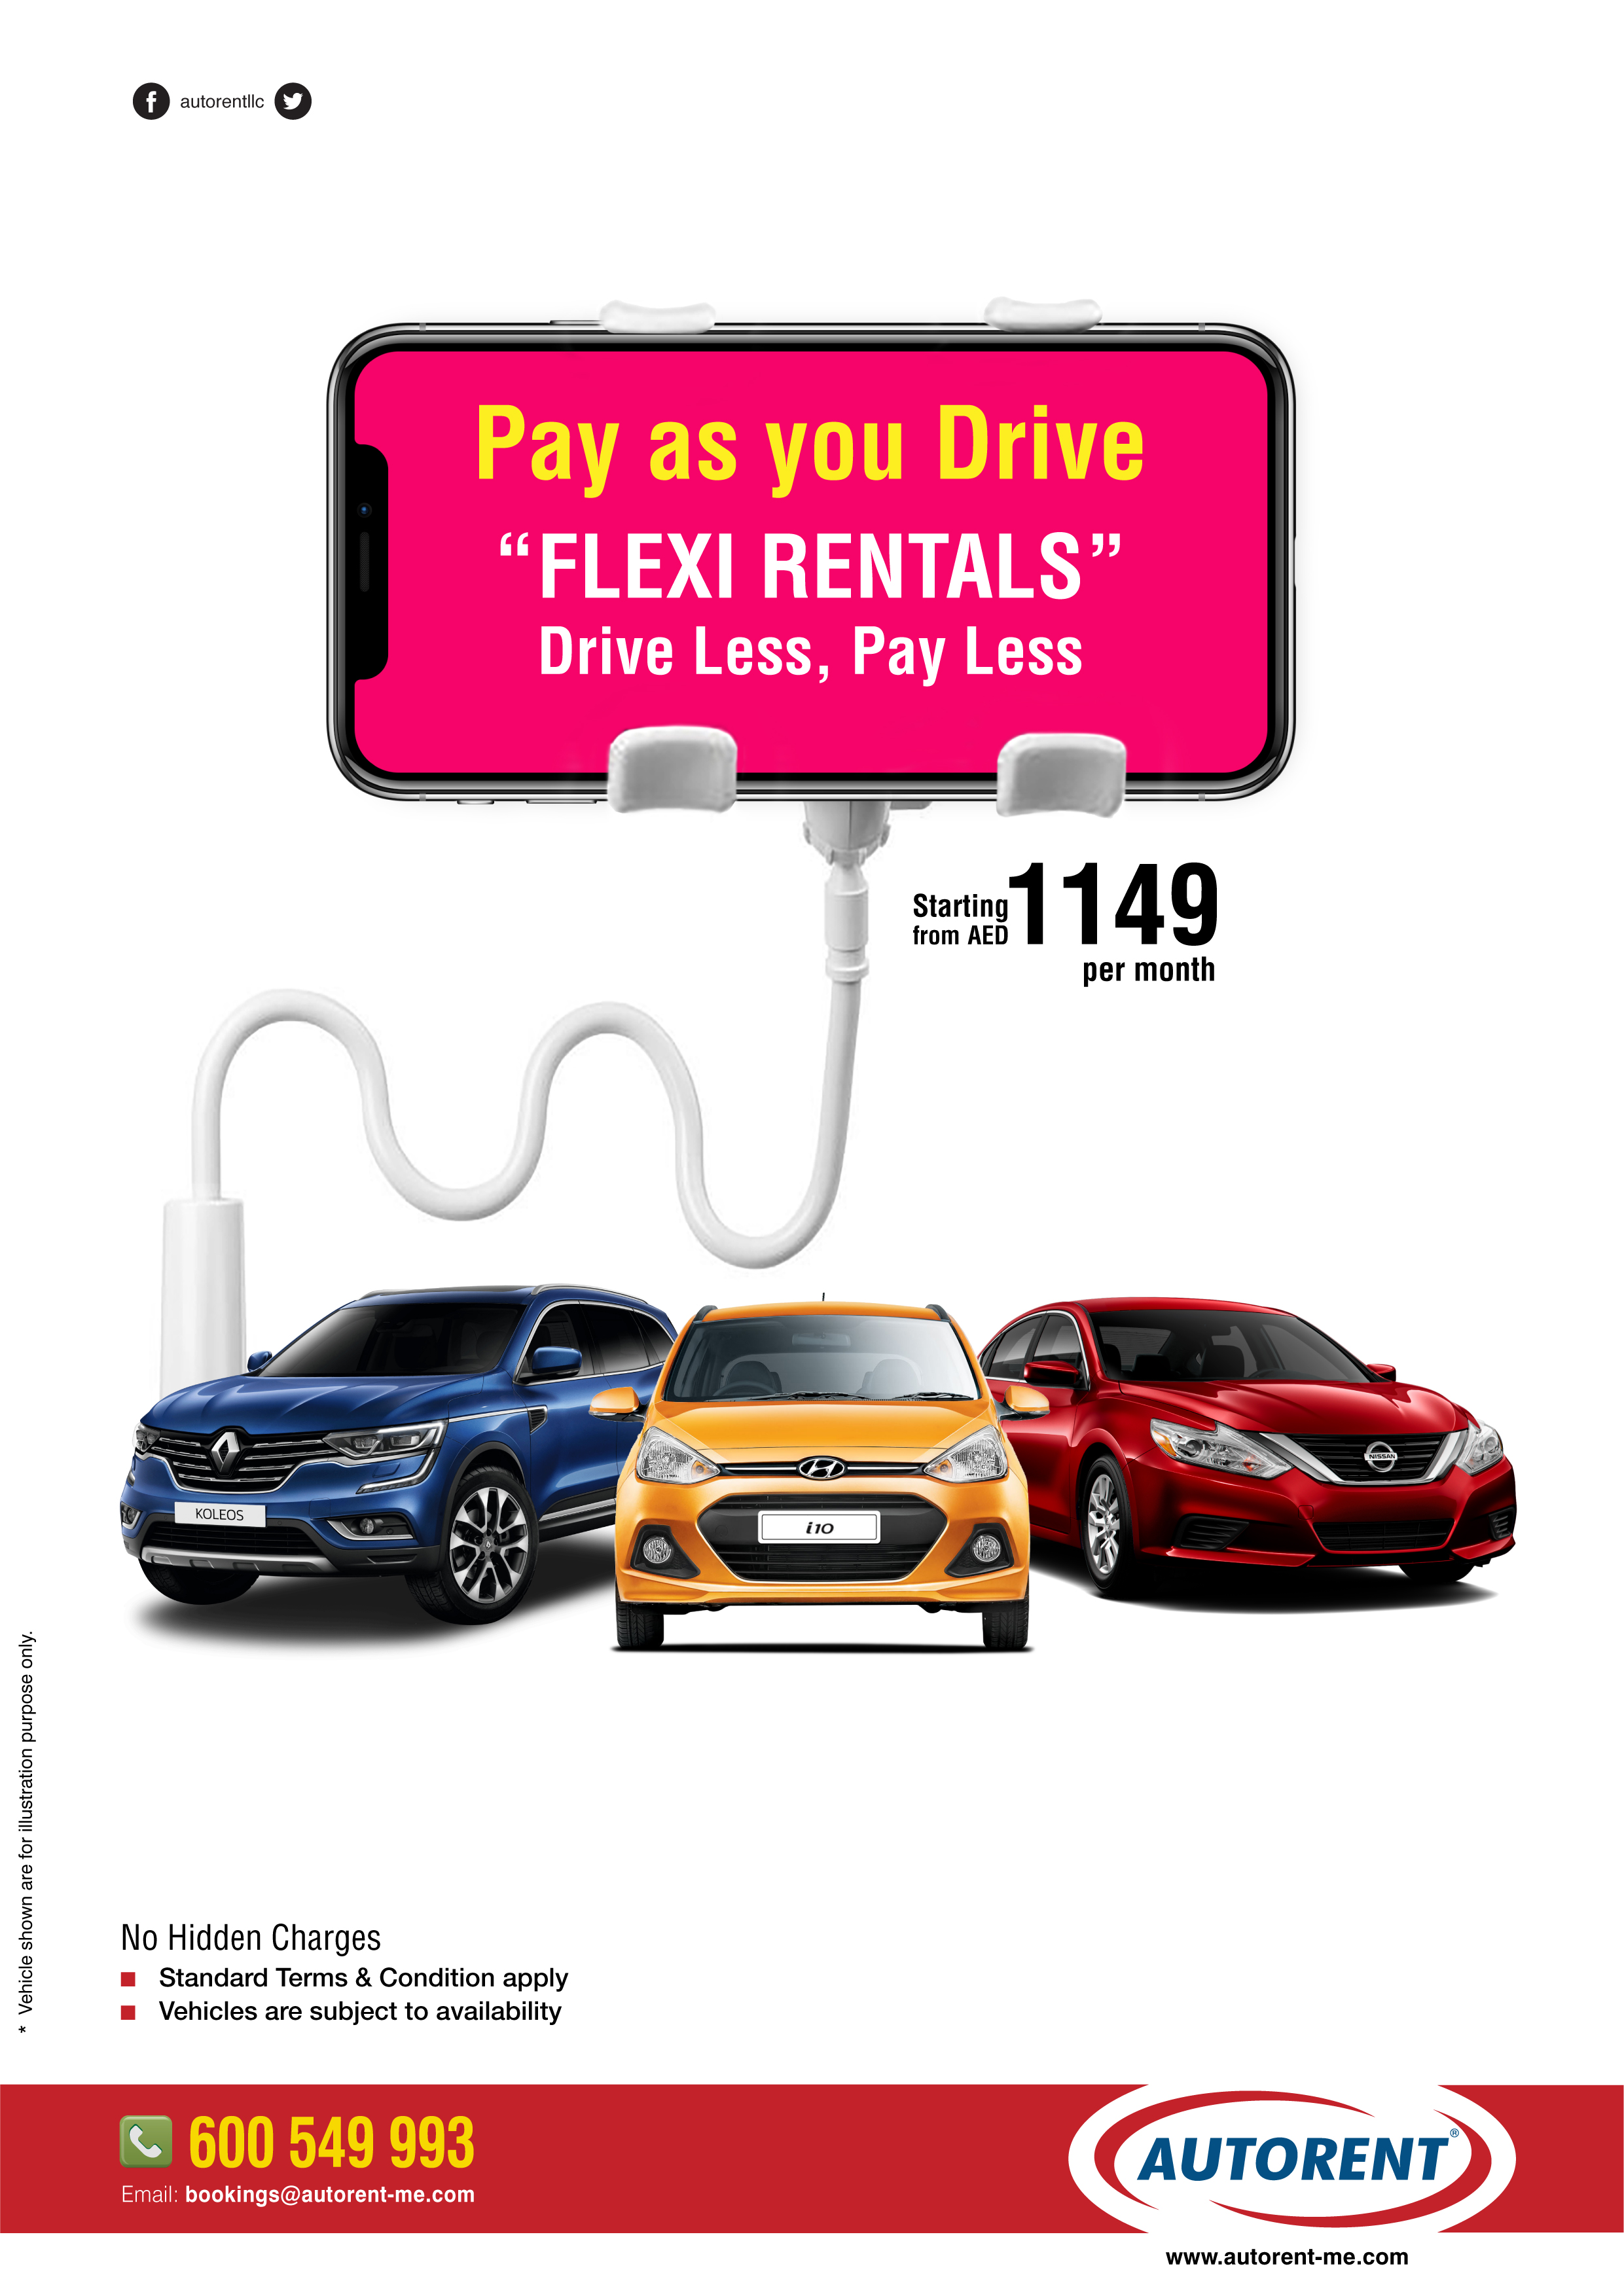 autorentllc
Pay as you Drive
“FLEXI RENTALS”
Drive Less, Pay Less
Starting
from AED 1149
per month
KOLEOS
i10
NISSAN
* Vehicle shown are for illustration purpose only.
No Hidden Charges
Standard Terms & Condition apply
Vehicles are subject to availability
600 549 993
Email: bookings@autorent-me.com
AUTORENT®
www.autorent-me.com